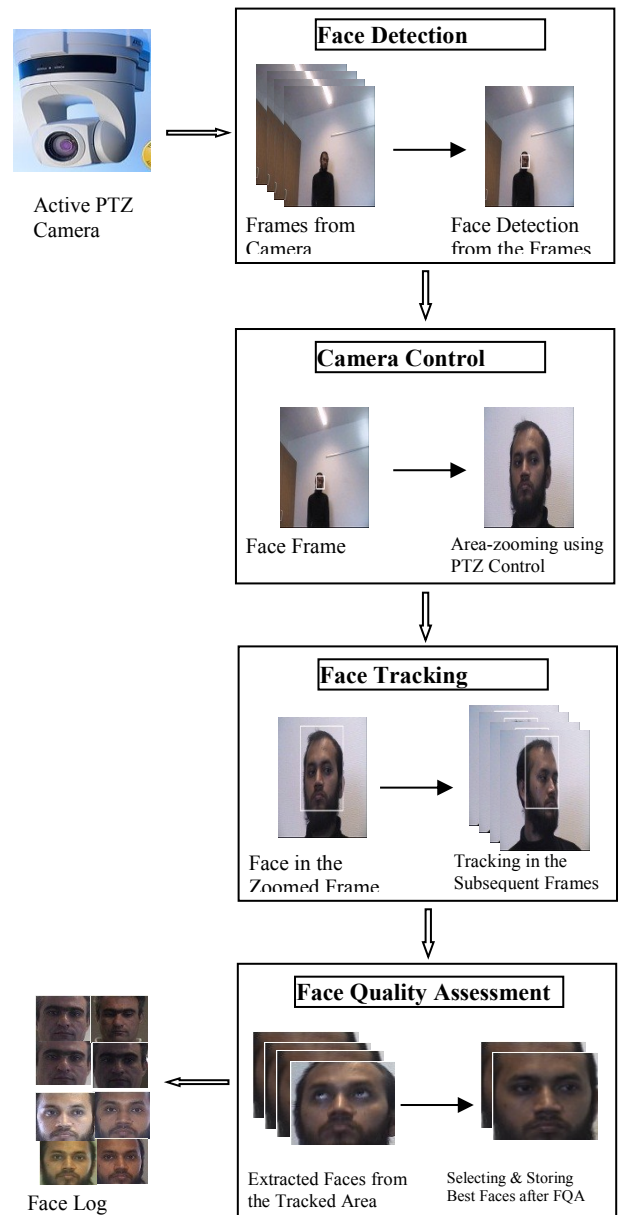 Face Detection
Active PTZ
Camera
Frames from
Camera
Face Detection
from the Frames
Camera Control
Face Frame
Area-zooming using
PTZ Control
Face Tracking
Face in the
Zoomed Frame
Tracking in the
Subsequent Frames
Face Quality Assessment
Extracted Faces from
the Tracked Area
Selecting & Storing
Best Faces after FQA
Face Log